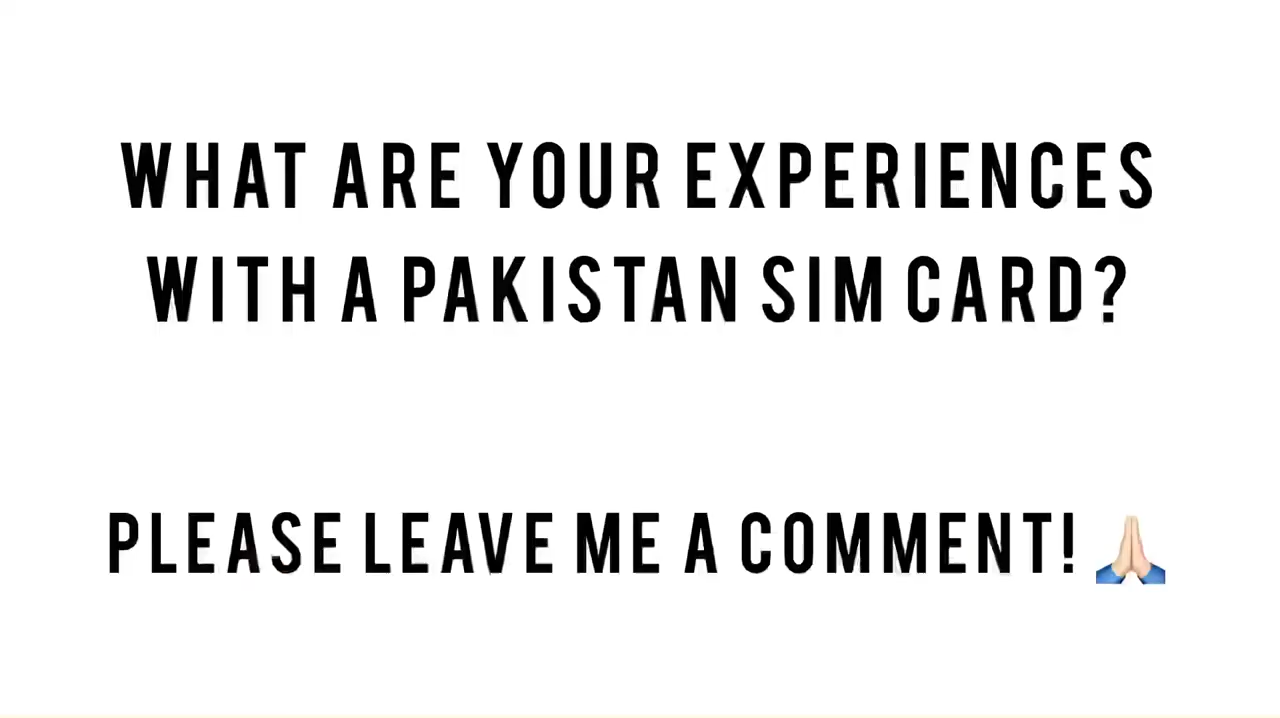 WHAT ARE YOUR EXPERIENCES
WITH A PAKISTAN SIM CARD?
PLEASE LEAVE ME A COMMENT! 🙏🏻